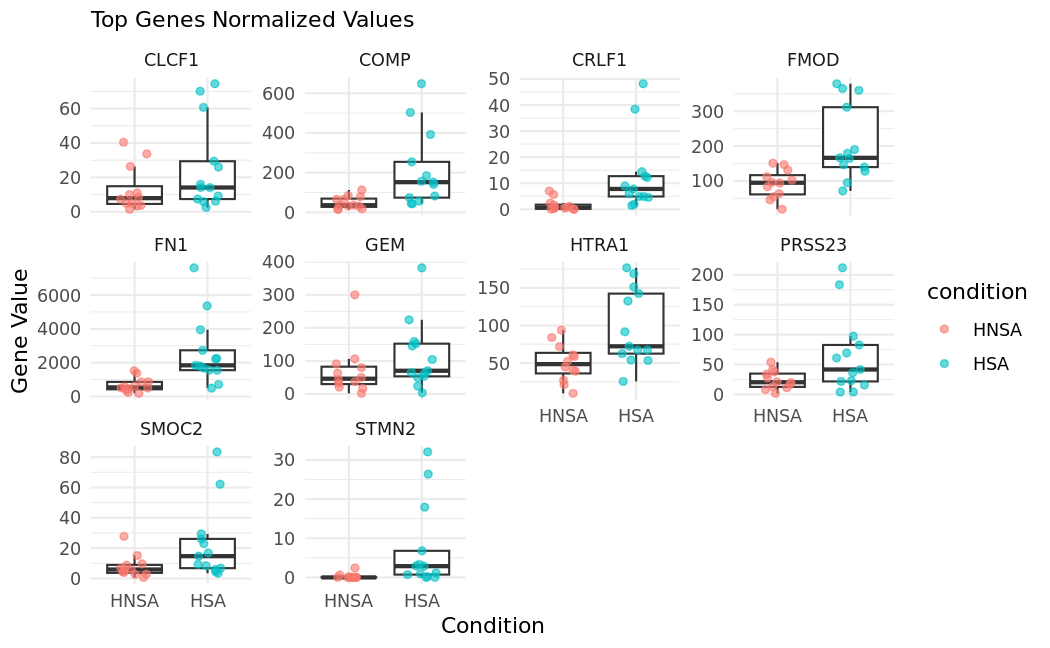 Top Genes Normalized Values
CLCF1 COMP CRLF1 FMOD
60 40 20 0
600 400 200 0
50 40 30 20 10 0
300 200 100
FN1 GEM HTRA1 PRSS23
6000 4000 2000 0
400 300 200 100 0
150 100 50
200 150 100 50 0
HNSA HSA HNSA HSA
SMOC2 STMN2
80 60 40 20 0
30 20 10 0
HNSA HSA HNSA HSA
Gene Value
Condition
condition
HNSA
HSA